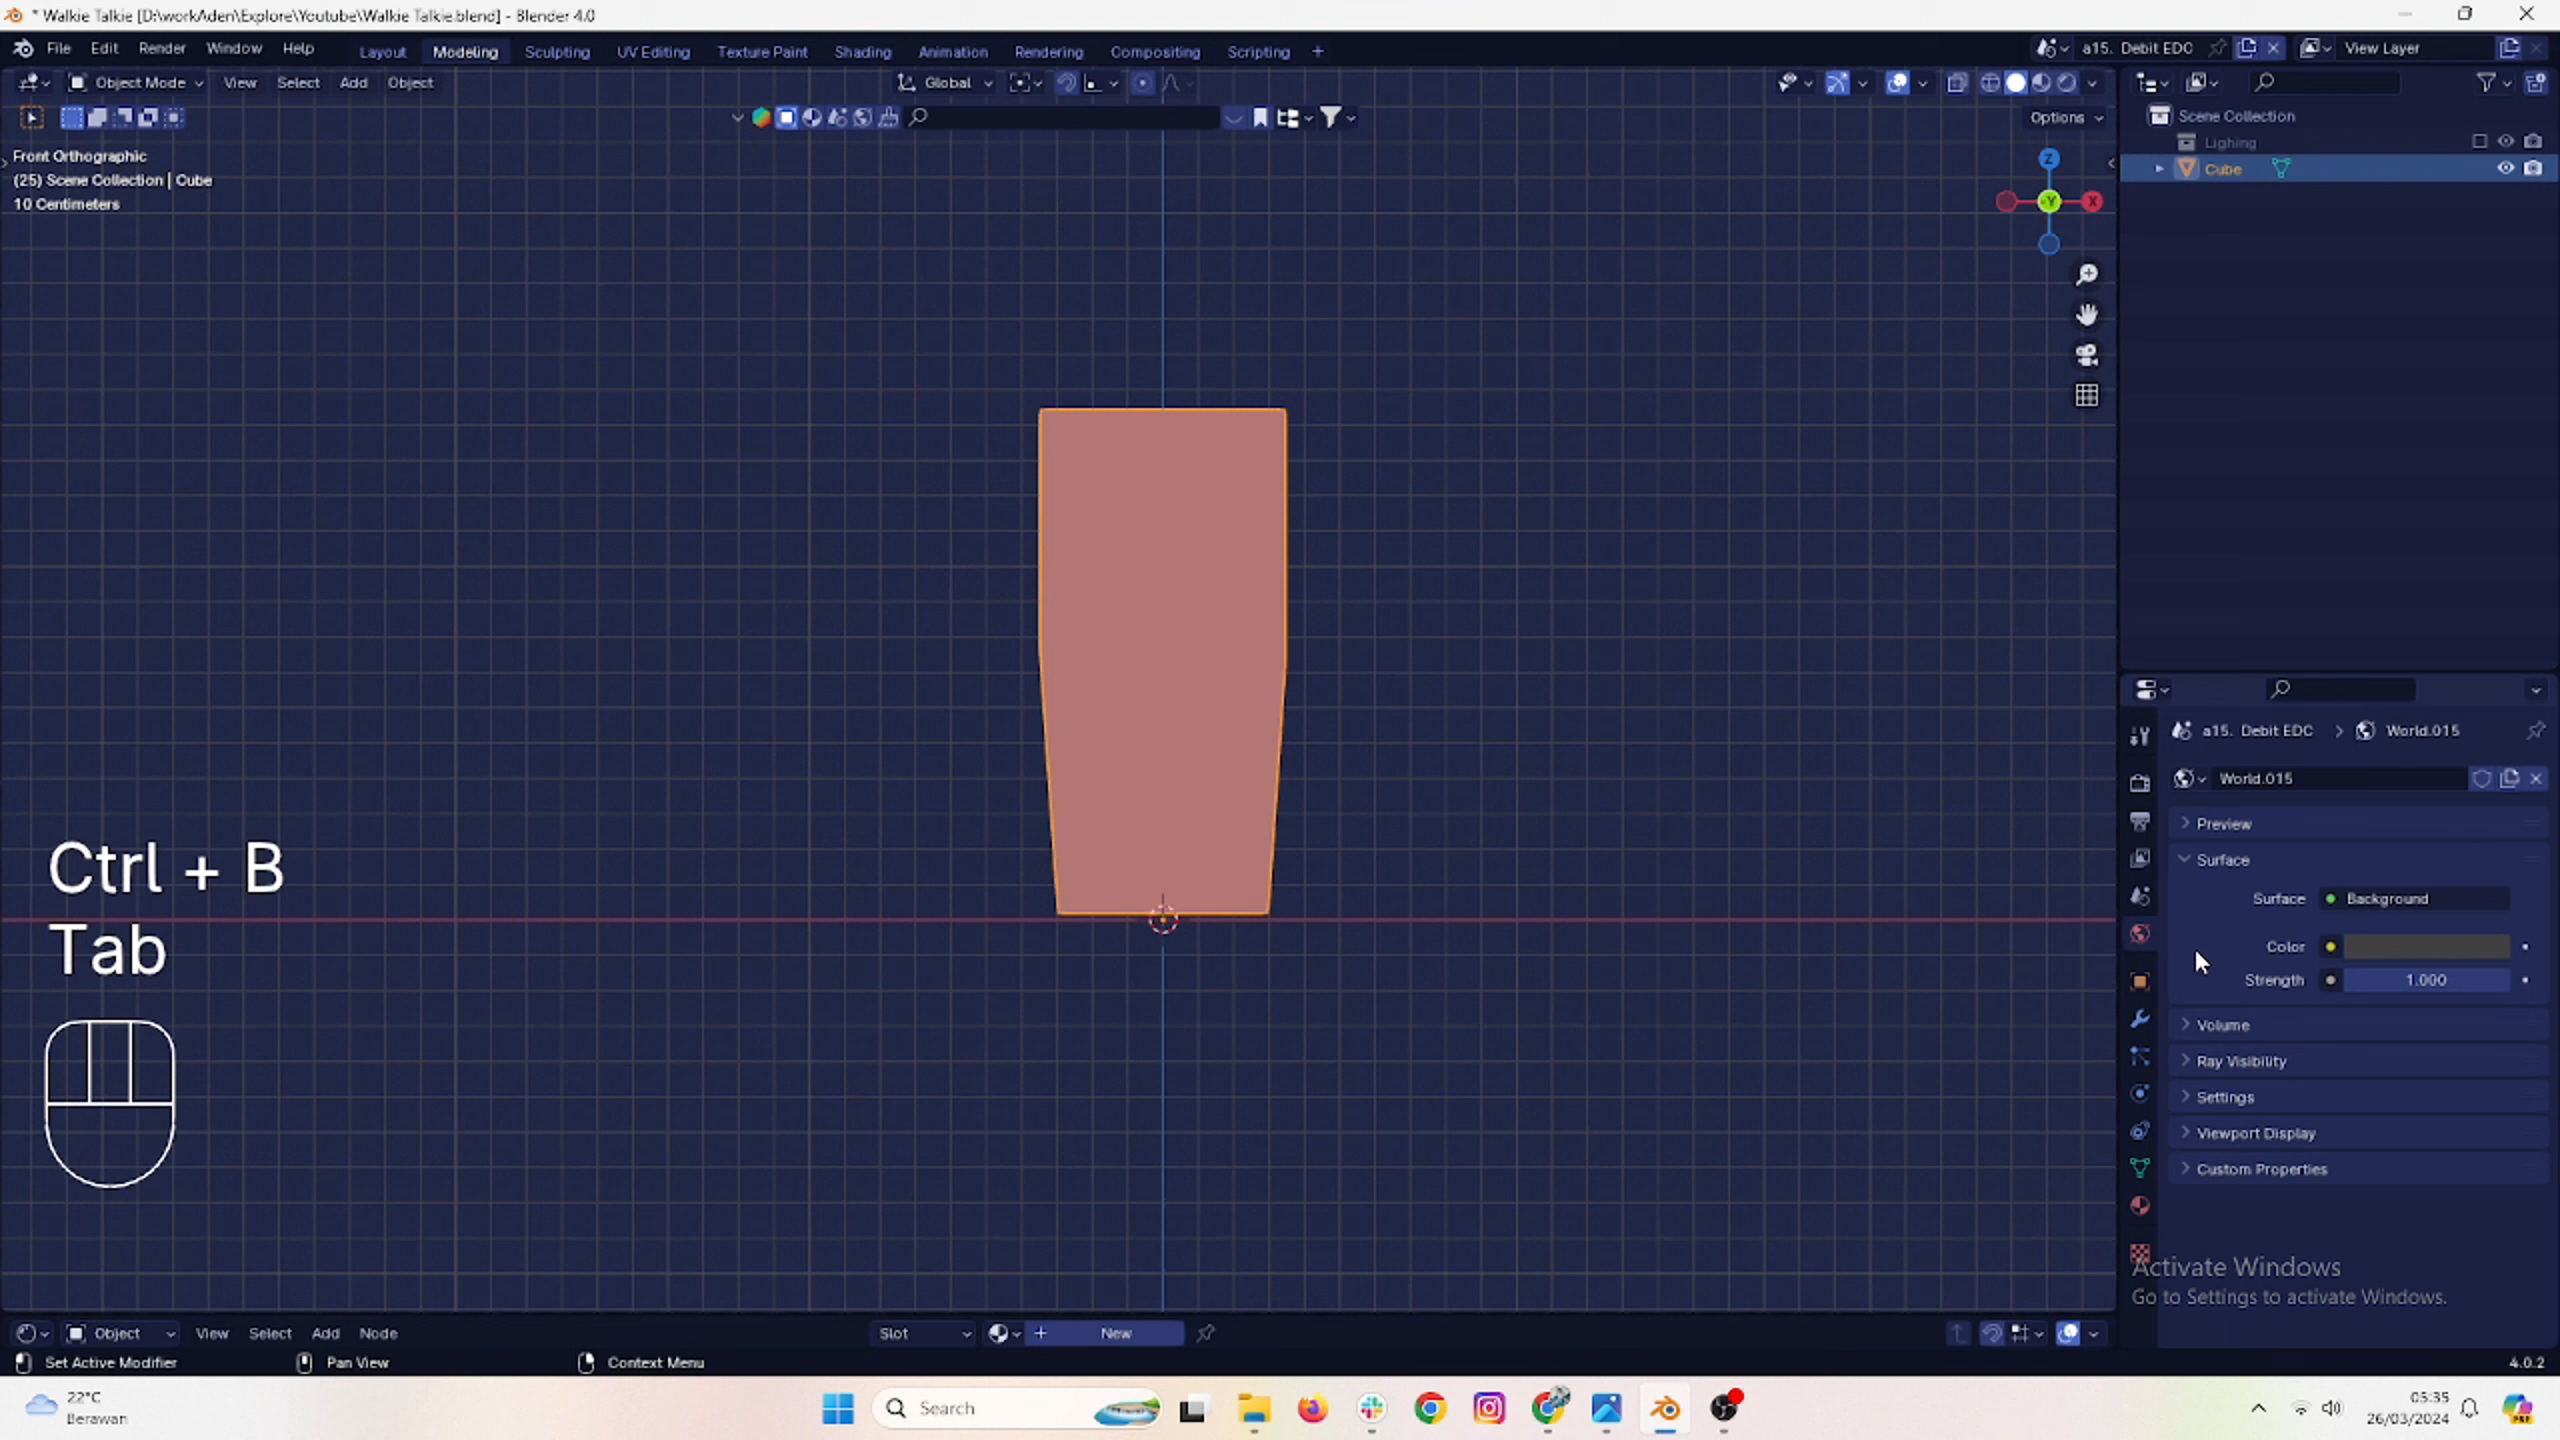 * Walkie Talkie [D:\workAden\Explore\Youtube\Walkie Talkie.blend] - Blender 4.0
File Edit Render Window Help Layout Modeling Sculpting UV Editing Texture Paint Shading Animation Rendering Compositing Scripting + a15. Debit EDC View Layer
Object Mode View Select Add Object Global
Options
Scene Collection
Lighing
Cube
Front Orthographic
(25) Scene Collection | Cube
10 Centimeters
Z
Y
X
Ctrl + B
Tab
a15. Debit EDC > World.015
World.015
Preview
Surface
Surface Background
Color
Strength 1.000
Volume
Ray Visibility
Settings
Viewport Display
Custom Properties
Activate Windows
Go to Settings to activate Windows.
Object View Select Add Node Slot New
Set Active Modifier Pan View Context Menu 4.0.2
22°C
Berawan
Search
05:35
26/03/2024